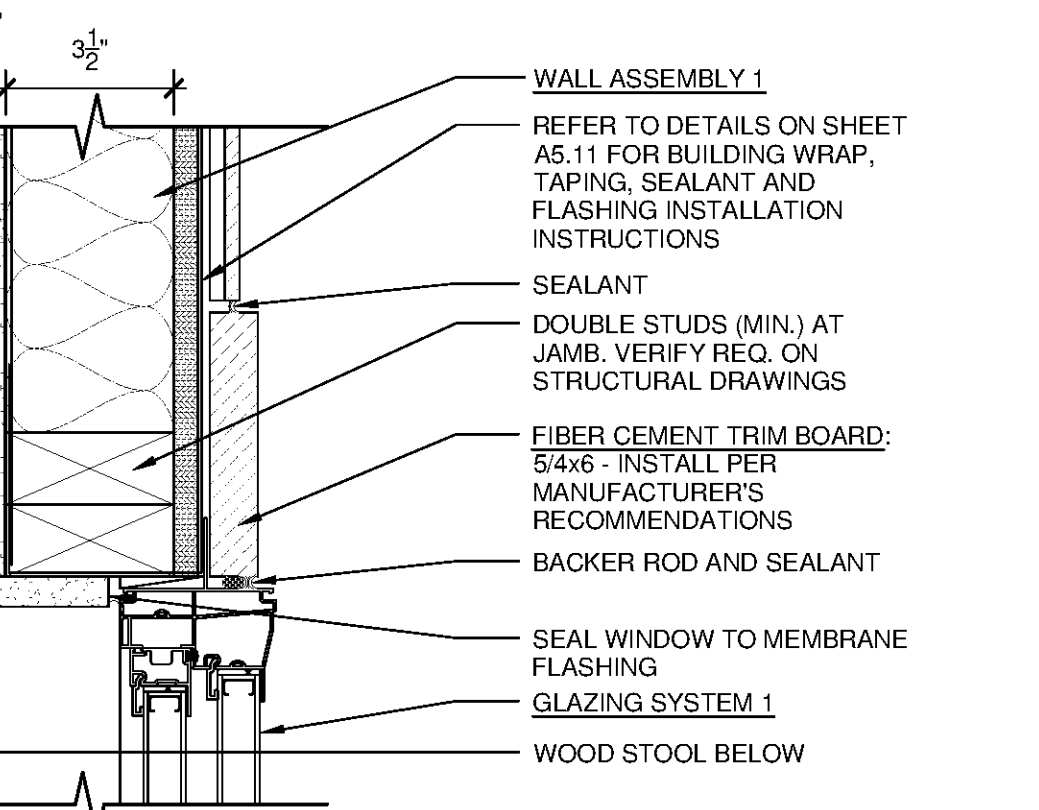 3 1/2"
WALL ASSEMBLY 1
REFER TO DETAILS ON SHEET
A5.11 FOR BUILDING WRAP,
TAPING, SEALANT AND
FLASHING INSTALLATION
INSTRUCTIONS
SEALANT
DOUBLE STUDS (MIN.) AT
JAMB. VERIFY REQ. ON
STRUCTURAL DRAWINGS
FIBER CEMENT TRIM BOARD:
5/4x6 - INSTALL PER
MANUFACTURER'S
RECOMMENDATIONS
BACKER ROD AND SEALANT
SEAL WINDOW TO MEMBRANE
FLASHING
GLAZING SYSTEM 1
WOOD STOOL BELOW